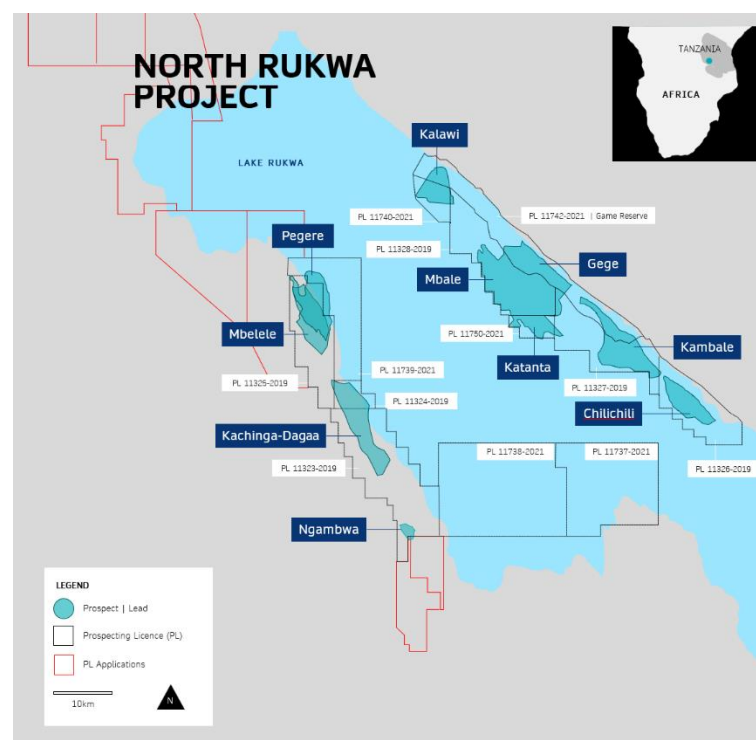 NORTH RUKWA
PROJECT
TANZANIA
AFRICA
LAKE RUKWA
Kalawi
PL 11740-2021
PL 11742-2021 | Game Reserve
PL 11328-2019
Pegere
Gege
Mbale
Mbelele
PL 11750-2021
Kambale
Katanta
PL 11739-2021
PL 11325-2019
PL 11327-2019
PL 11324-2019
Chilichili
Kachinga-Dagaa
PL 11738-2021
PL 11737-2021
PL 11323-2019
PL 11326-2019
Ngambwa
LEGEND
Prospect | Lead
Prospecting Licence (PL)
PL Applications
10km
N